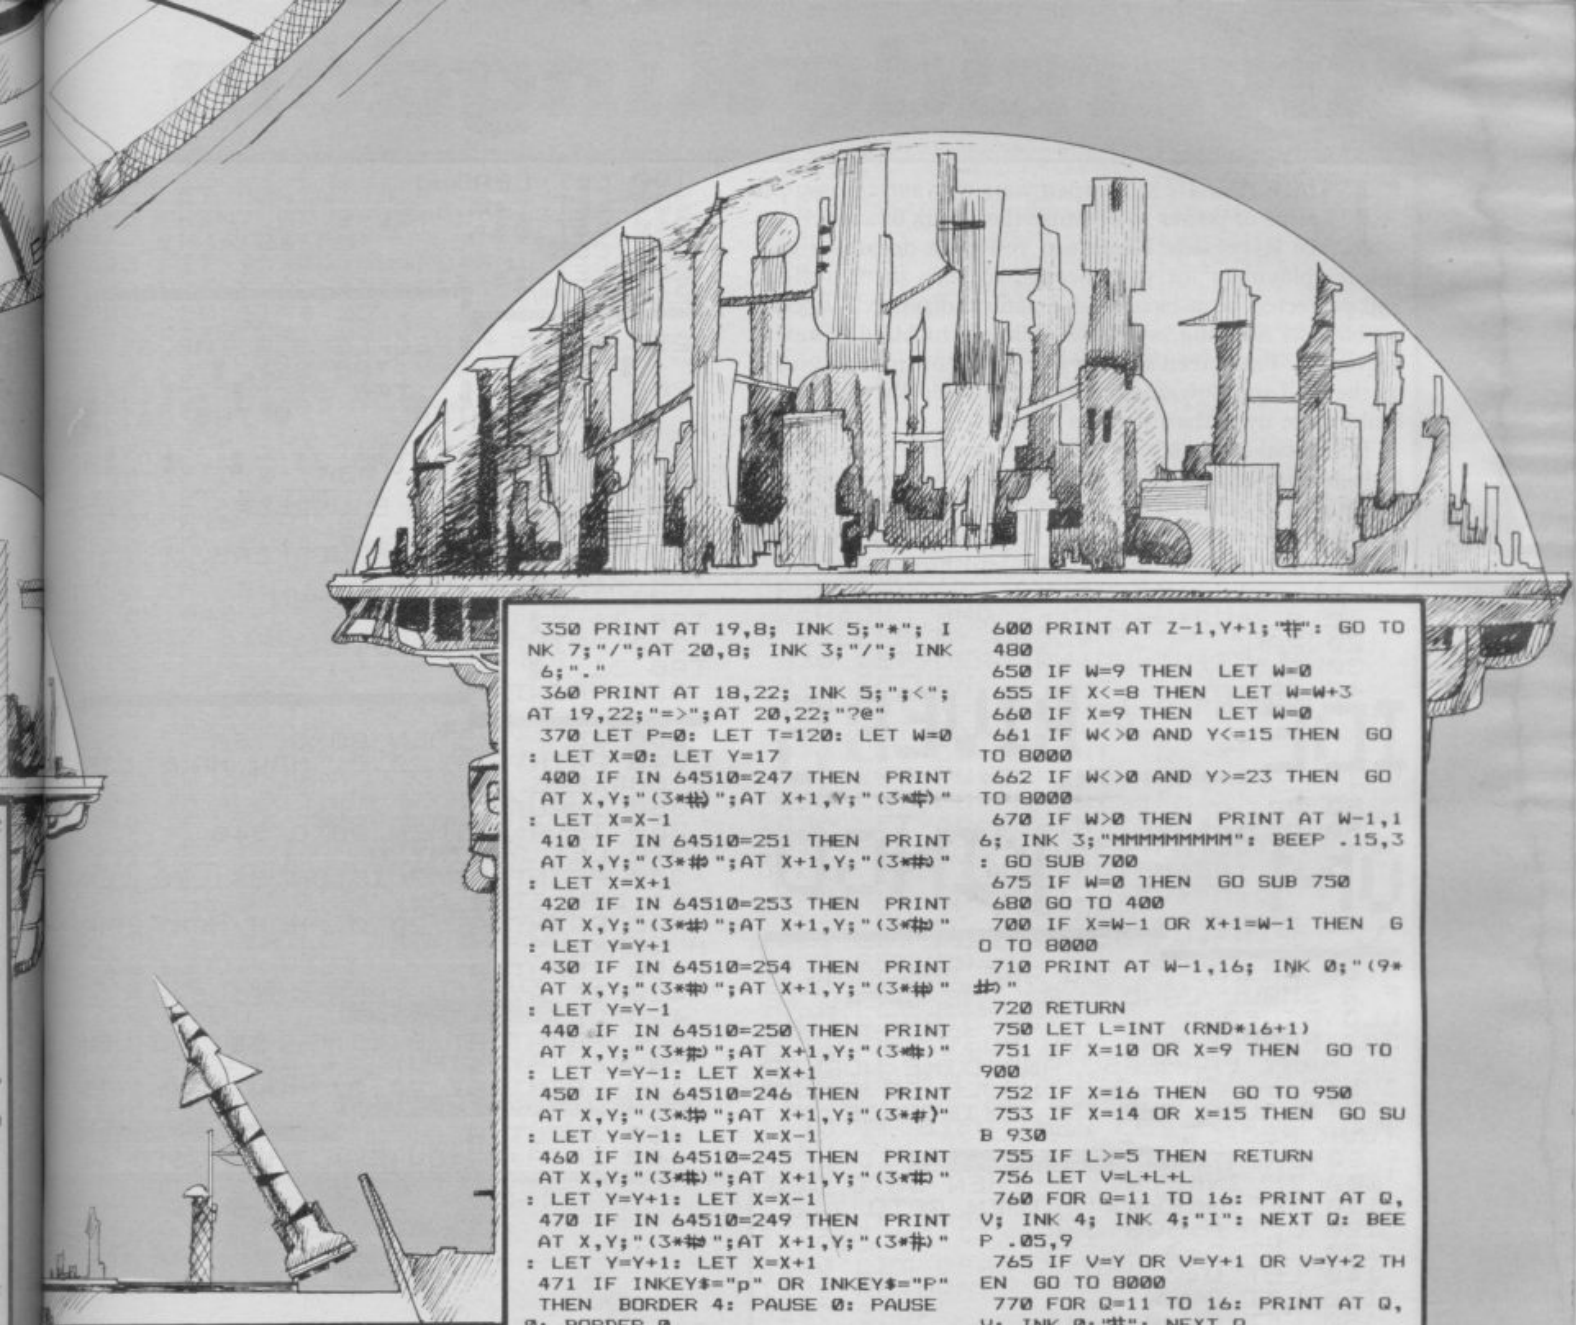 350 PRINT AT 19,8; INK 5;"*"; I
NK 7;"/";AT 20,8; INK 3;"/"; INK
6;"."
360 PRINT AT 18,22; INK 5;";<";
AT 19,22;"=>";AT 20,22;"?@"
370 LET P=0: LET T=120: LET W=0
: LET X=0: LET Y=17
400 IF IN 64510=247 THEN PRINT
AT X,Y;"(3*#)";AT X+1,Y;"(3*#)"
: LET X=X-1
410 IF IN 64510=251 THEN PRINT
AT X,Y;"(3*#)";AT X+1,Y;"(3*#)"
: LET X=X+1
420 IF IN 64510=253 THEN PRINT
AT X,Y;"(3*#)";AT X+1,Y;"(3*#)"
: LET Y=Y+1
430 IF IN 64510=254 THEN PRINT
AT X,Y;"(3*#)";AT X+1,Y;"(3*#)"
: LET Y=Y-1
440 IF IN 64510=250 THEN PRINT
AT X,Y;"(3*#)";AT X+1,Y;"(3*#)"
: LET Y=Y-1: LET X=X+1
450 IF IN 64510=246 THEN PRINT
AT X,Y;"(3*#)";AT X+1,Y;"(3*#)"
: LET Y=Y-1: LET X=X-1
460 IF IN 64510=245 THEN PRINT
AT X,Y;"(3*#)";AT X+1,Y;"(3*#)"
: LET Y=Y+1: LET X=X-1
470 IF IN 64510=249 THEN PRINT
AT X,Y;"(3*#)";AT X+1,Y;"(3*#)"
: LET Y=Y+1: LET X=X+1
471 IF INKEY$="p" OR INKEY$="P"
THEN BORDER 4: PAUSE 0: PAUSE
0: BORDER 0
600 PRINT AT Z-1,Y+1;"#": GO TO
480
650 IF W=9 THEN LET W=0
655 IF X<=8 THEN LET W=W+3
660 IF X=9 THEN LET W=0
661 IF W<>0 AND Y<=15 THEN GO
TO 8000
662 IF W<>0 AND Y>=23 THEN GO
TO 8000
670 IF W>0 THEN PRINT AT W-1,1
6; INK 3;"MMMMMMMMM": BEEP .15,3
: GO SUB 700
675 IF W=0 THEN GO SUB 750
680 GO TO 400
700 IF X=W-1 OR X+1=W-1 THEN G
O TO 8000
710 PRINT AT W-1,16; INK 0;"(9*
#)"
720 RETURN
750 LET L=INT (RND*16+1)
751 IF X=10 OR X=9 THEN GO TO
900
752 IF X=16 THEN GO TO 950
753 IF X=14 OR X=15 THEN GO SU
B 930
755 IF L>=5 THEN RETURN
756 LET V=L+L+L
760 FOR Q=11 TO 16: PRINT AT Q,
V; INK 4; INK 4;"I": NEXT Q: BEE
P .05,9
765 IF V=Y OR V=Y+1 OR V=Y+2 TH
EN GO TO 8000
770 FOR Q=11 TO 16: PRINT AT Q,
V; INK 0;"#": NEXT Q